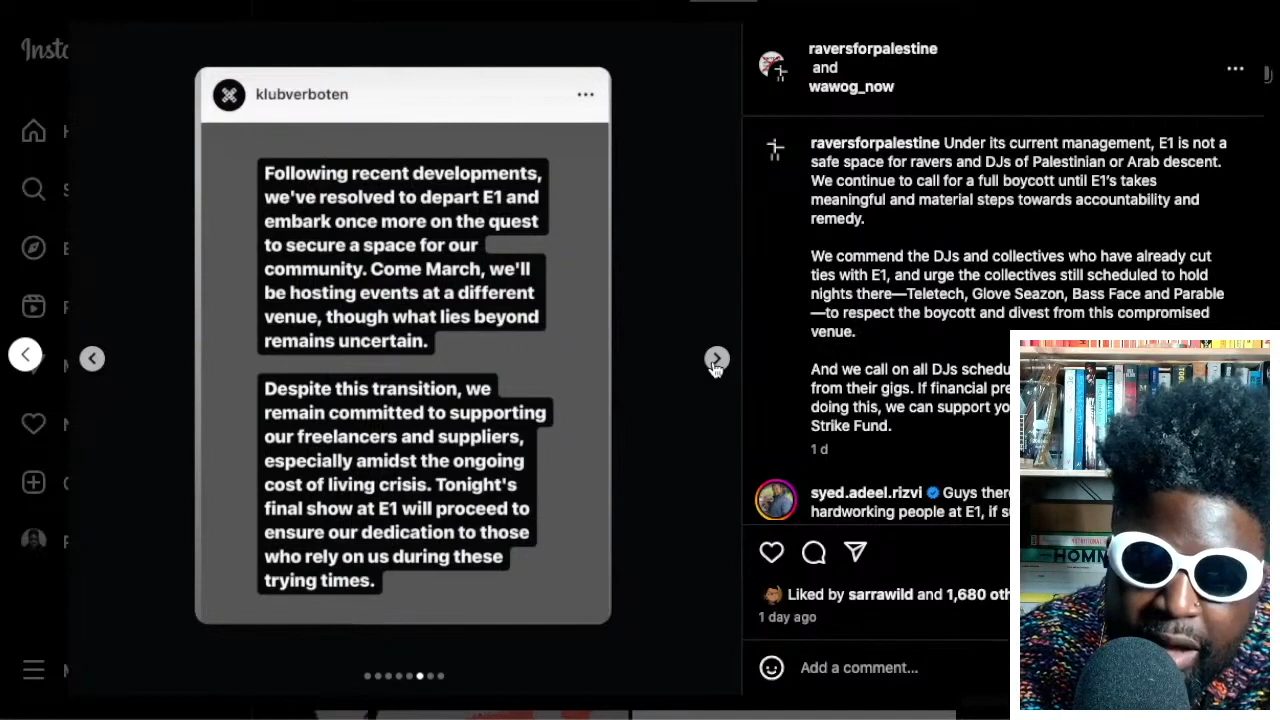 klubverboten
Following recent developments,
we've resolved to depart E1 and
embark once more on the quest
to secure a space for our
community. Come March, we'll
be hosting events at a different
venue, though what lies beyond
remains uncertain.
Despite this transition, we
remain committed to supporting
our freelancers and suppliers,
especially amidst the ongoing
cost of living crisis. Tonight's
final show at E1 will proceed to
ensure our dedication to those
who rely on us during these
trying times.
raversforpalestine
and
wawog_now
raversforpalestine Under its current management, E1 is not a
safe space for ravers and DJs of Palestinian or Arab descent.
We continue to call for a full boycott until E1's takes
meaningful and material steps towards accountability and
remedy.
We commend the DJs and collectives who have already cut
ties with E1, and urge the collectives still scheduled to hold
nights there—Teletech, Glove Seazon, Bass Face and Parable
—to respect the boycott and divest from this compromised
venue.
And we call on all DJs schedu
from their gigs. If financial pre
doing this, we can support yo
Strike Fund.
1 d
syed.adeel.rizvi Guys ther
hardworking people at E1, if s
Liked by sarrawild and 1,680 oth
1 day ago
Add a comment...
Insta
HOMM